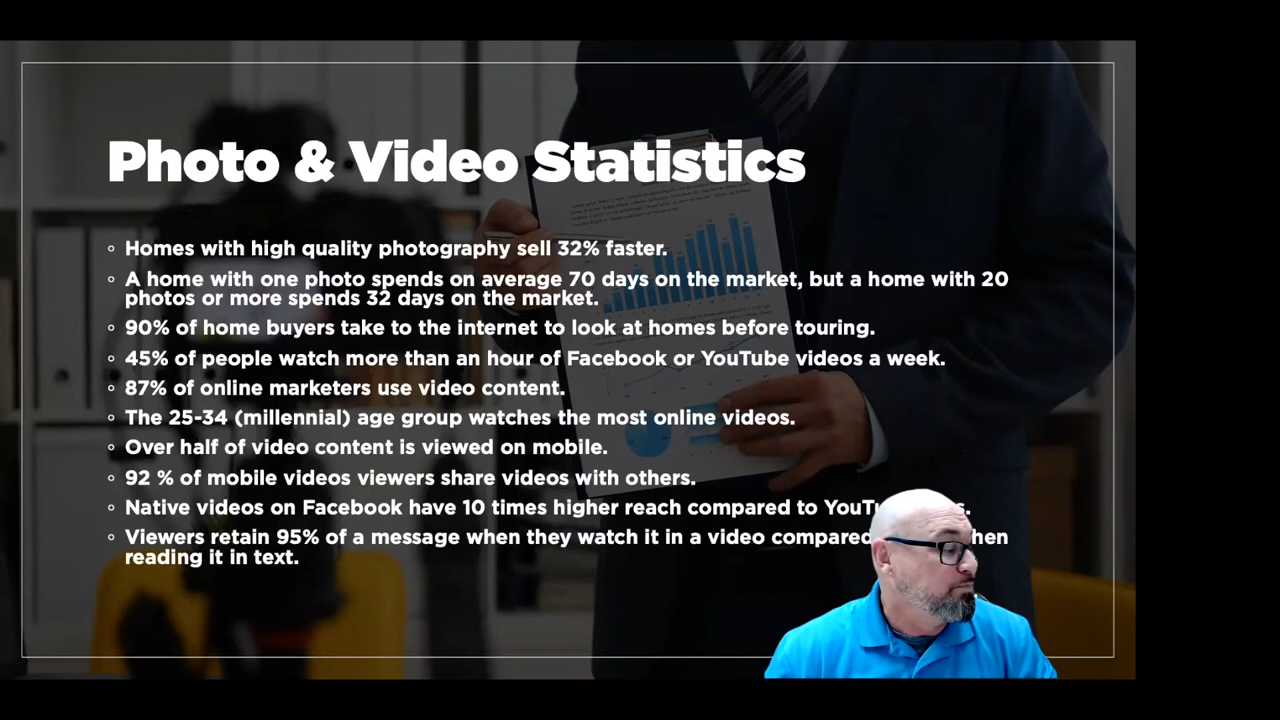 Photo & Video Statistics
Homes with high quality photography sell 32% faster.
A home with one photo spends on average 70 days on the market, but a home with 20
photos or more spends 32 days on the market.
90% of home buyers take to the internet to look at homes before touring.
45% of people watch more than an hour of Facebook or YouTube videos a week.
87% of online marketers use video content.
The 25-34 (millennial) age group watches the most online videos.
Over half of video content is viewed on mobile.
92 % of mobile videos viewers share videos with others.
Native videos on Facebook have 10 times higher reach compared to
Viewers retain 95% of a message when they watch it in a video compared
reading it in text.